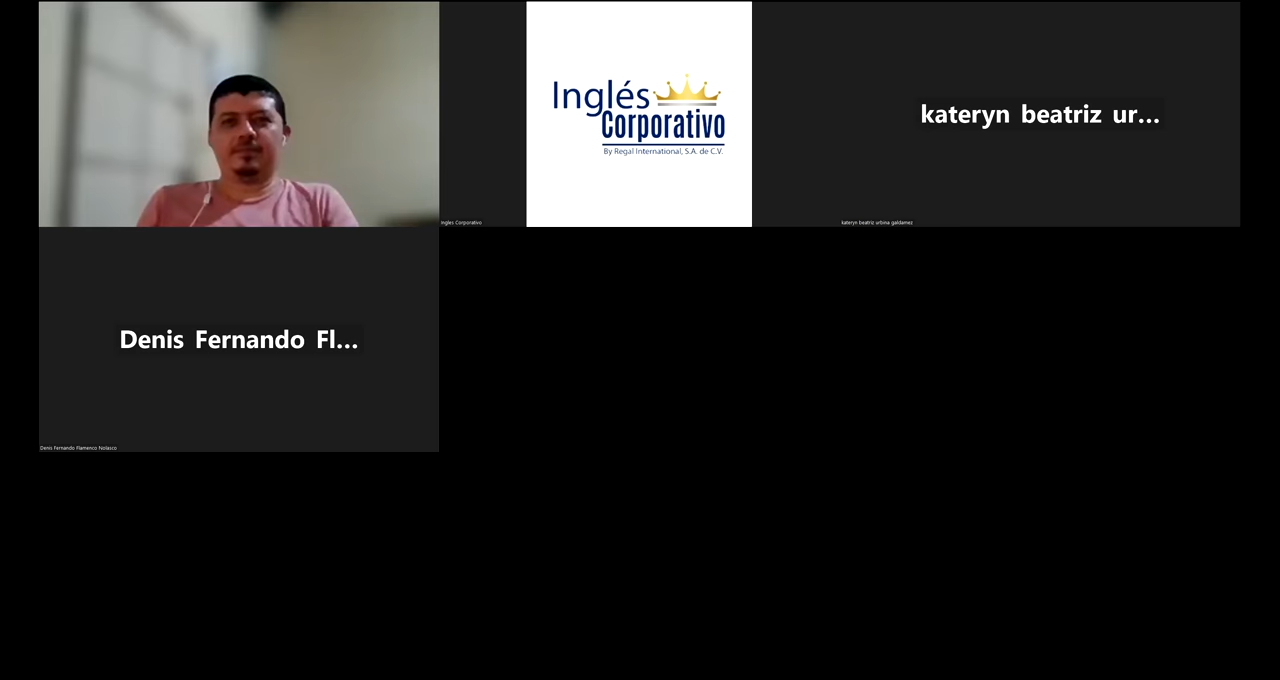 Inglés
Corporativo
By Regal International, S.A. de C.V.
kateryn beatriz ur...
Ingles Corporativo
kateryn beatriz urbina galdamez
Denis Fernando Fl...
Denis Fernando Flamenco Nolasco